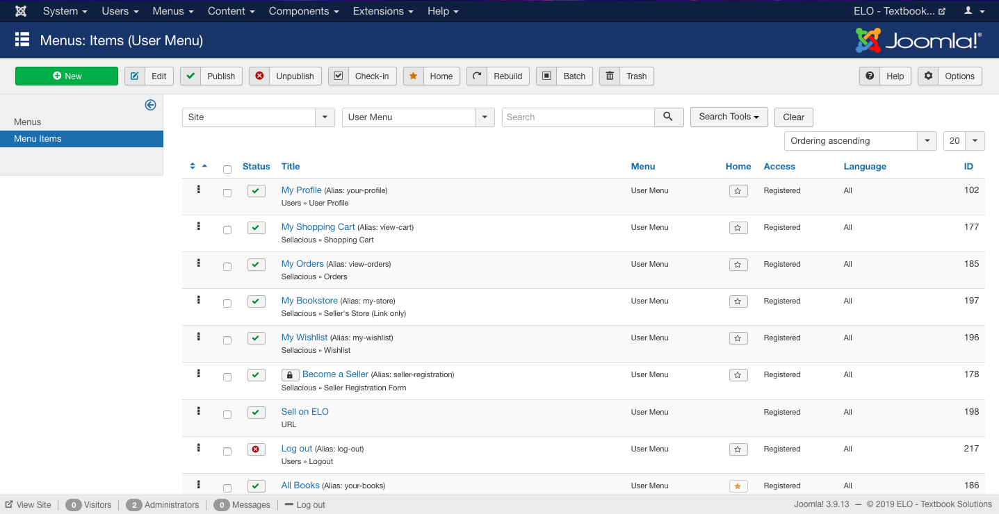 System Users Menus Content Components Extensions Help ELO - Textbook...
Menus: Items (User Menu) Joomla!®
New Edit Publish Unpublish Check-in Home Rebuild Batch Trash Help Options
Menus
Menu Items
Site User Menu Search Search Tools Clear
Ordering ascending 20
Status Title Menu Home Access Language ID
My Profile (Alias: your-profile) User Menu Registered All 102
Users » User Profile
My Shopping Cart (Alias: view-cart) User Menu Registered All 177
Sellacious » Shopping Cart
My Orders (Alias: view-orders) User Menu Registered All 185
Sellacious » Orders
My Bookstore (Alias: my-store) User Menu Registered All 197
Sellacious » Seller's Store (Link only)
My Wishlist (Alias: my-wishlist) User Menu Registered All 196
Sellacious » Wishlist
Become a Seller (Alias: seller-registration) User Menu Registered All 178
Sellacious » Seller Registration Form
Sell on ELO User Menu Registered All 198
URL
Log out (Alias: log-out) User Menu Registered All 217
Users » Logout
All Books (Alias: your-books) User Menu Registered All 186
View Site 0 Visitors 2 Administrators 0 Messages Log out Joomla! 3.9.13 — © 2019 ELO - Textbook Solutions